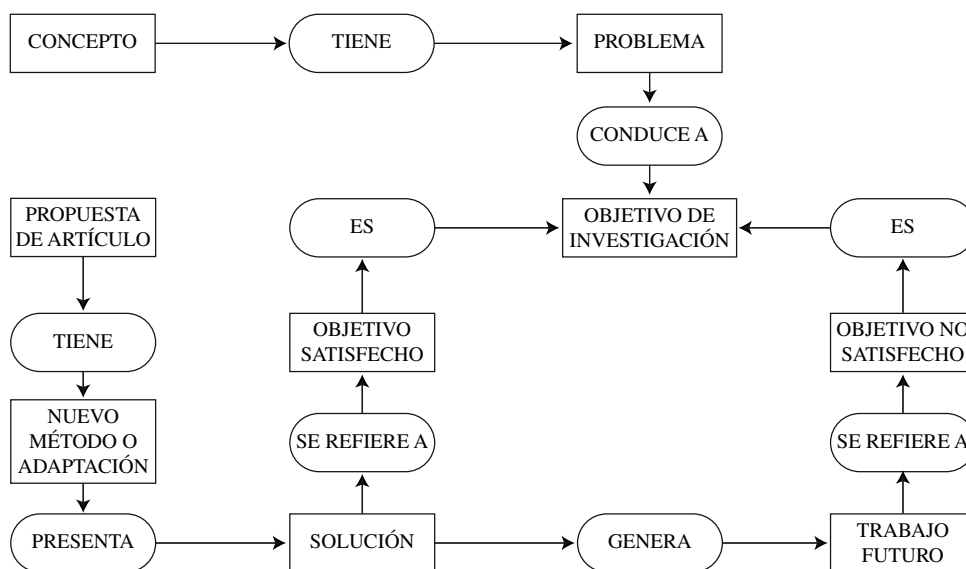 CONCEPTO
TIENE
PROBLEMA
CONDUCE A
PROPUESTA
DE ARTÍCULO
ES
OBJETIVO DE
INVESTIGACIÓN
ES
TIENE
OBJETIVO
SATISFECHO
OBJETIVO NO
SATISFECHO
NUEVO
MÉTODO O
ADAPTACIÓN
SE REFIERE A
SE REFIERE A
PRESENTA
SOLUCIÓN
GENERA
TRABAJO
FUTURO